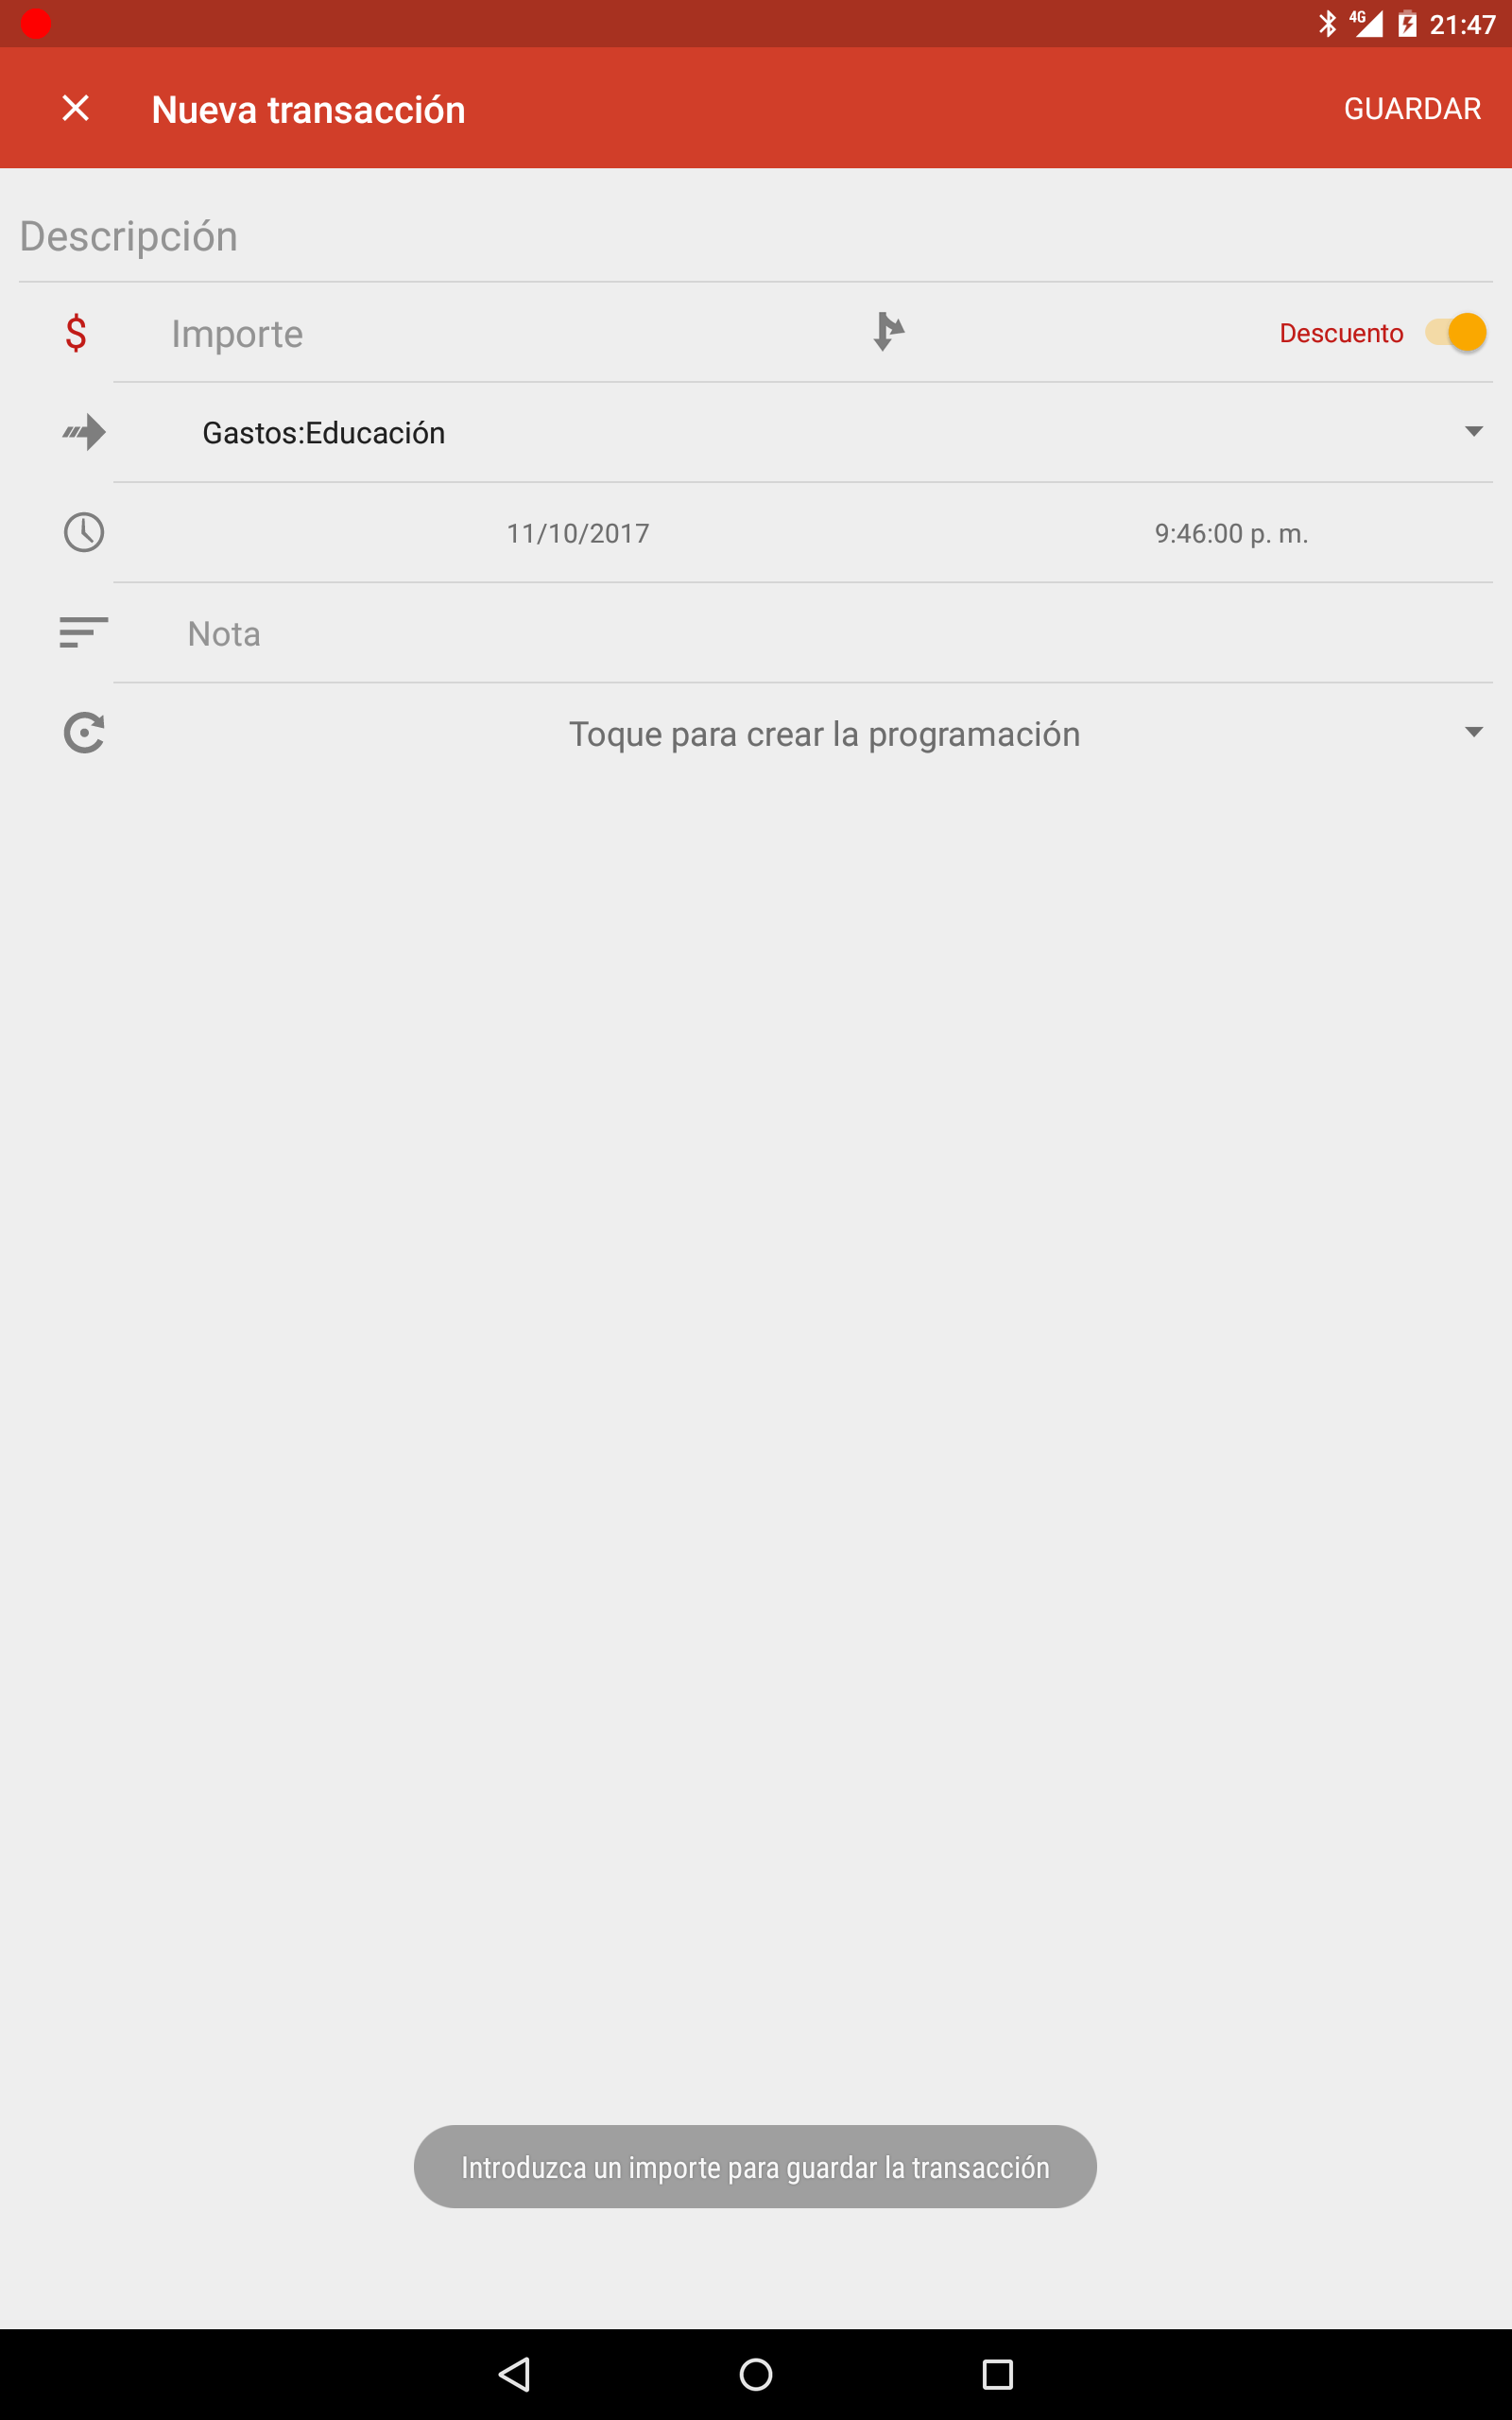 4G 21:47
Nueva transacción GUARDAR
Descripción
$ Importe Descuento
Gastos:Educación
11/10/2017 9:46:00 p. m.
Nota
Toque para crear la programación
Introduzca un importe para guardar la transacción